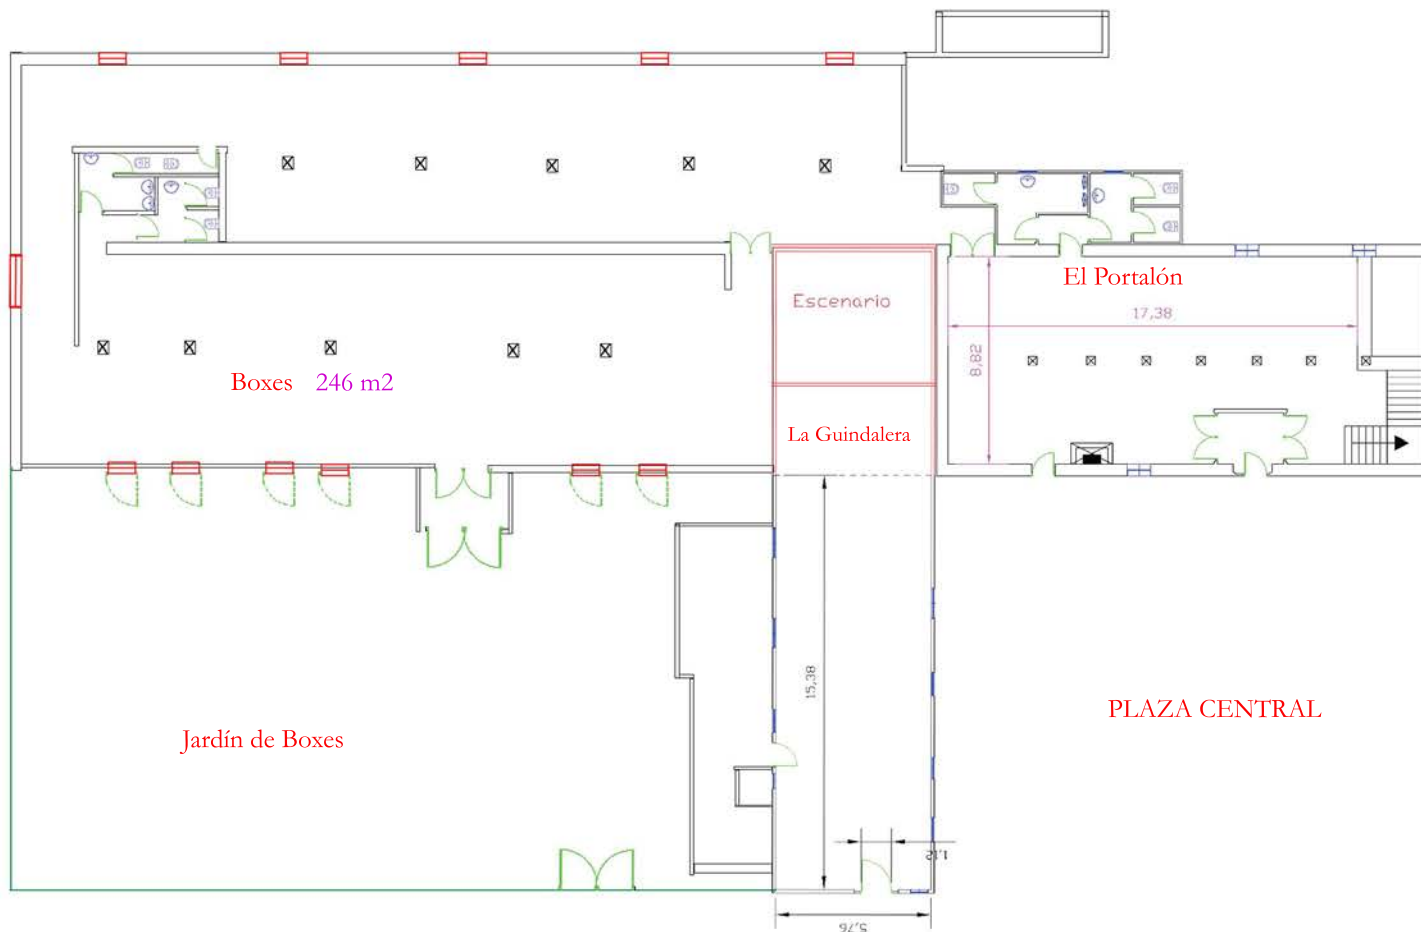 El Portalón
Escenario
17,38
8,82
Boxes 246 m2
La Guindalera
15,38
PLAZA CENTRAL
Jardín de Boxes
1,12
5,76